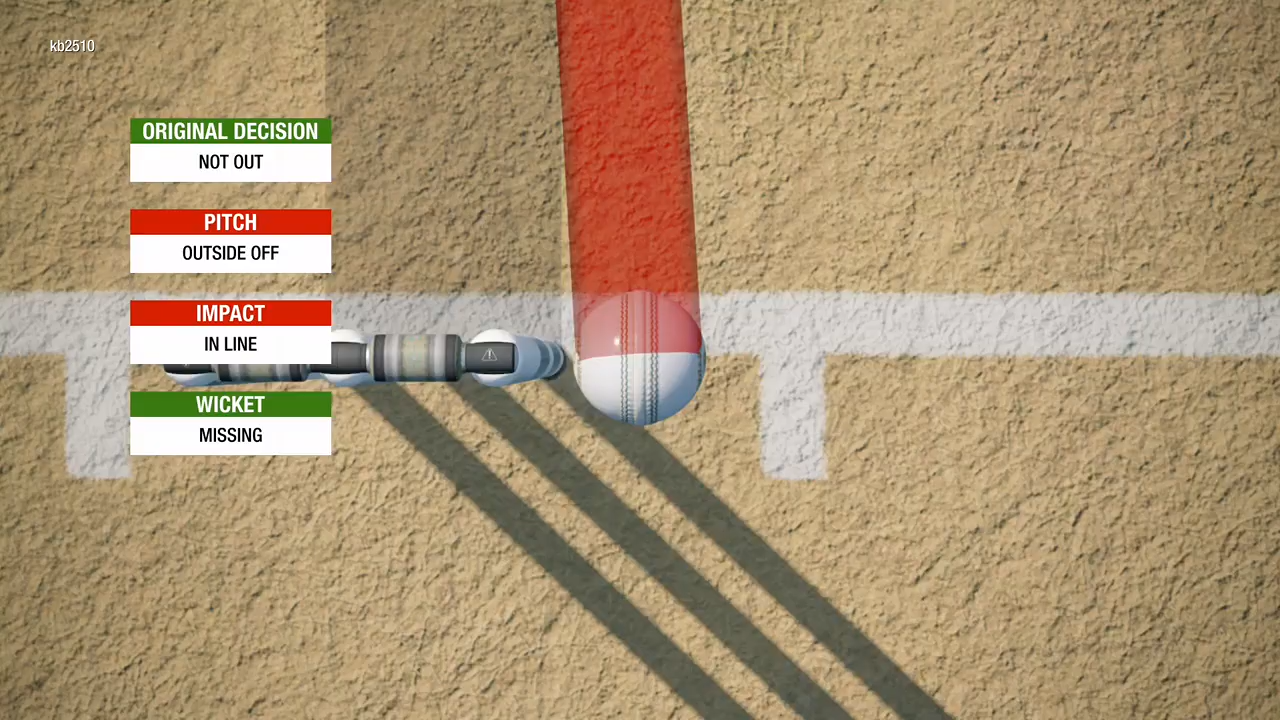 kb2510
ORIGINAL DECISION
NOT OUT
PITCH
OUTSIDE OFF
IMPACT
IN LINE
WICKET
MISSING